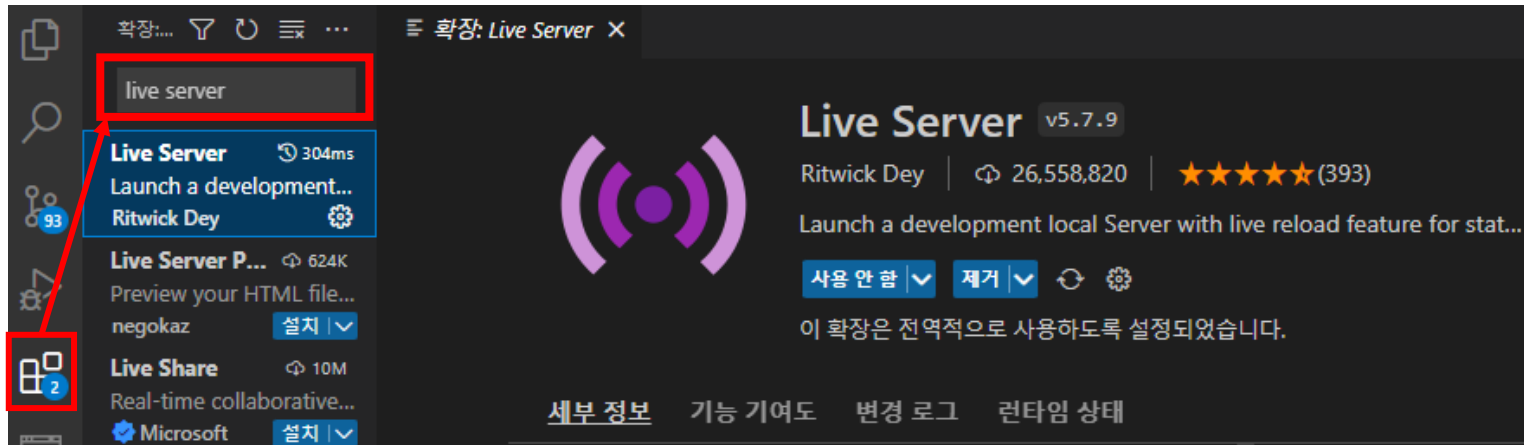 확장:... ...
확장: Live Server
live server
Live Server 304ms
Launch a development...
Ritwick Dey
Live Server P... 624K
Preview your HTML file...
negokaz 설치
Live Share 10M
Real-time collaborative...
Microsoft 설치
93
2
Live Server v5.7.9
Ritwick Dey 26,558,820 (393)
Launch a development local Server with live reload feature for stat...
사용 안 함 제거
이 확장은 전역적으로 사용하도록 설정되었습니다.
세부 정보 기능 기여도 변경 로그 런타임 상태